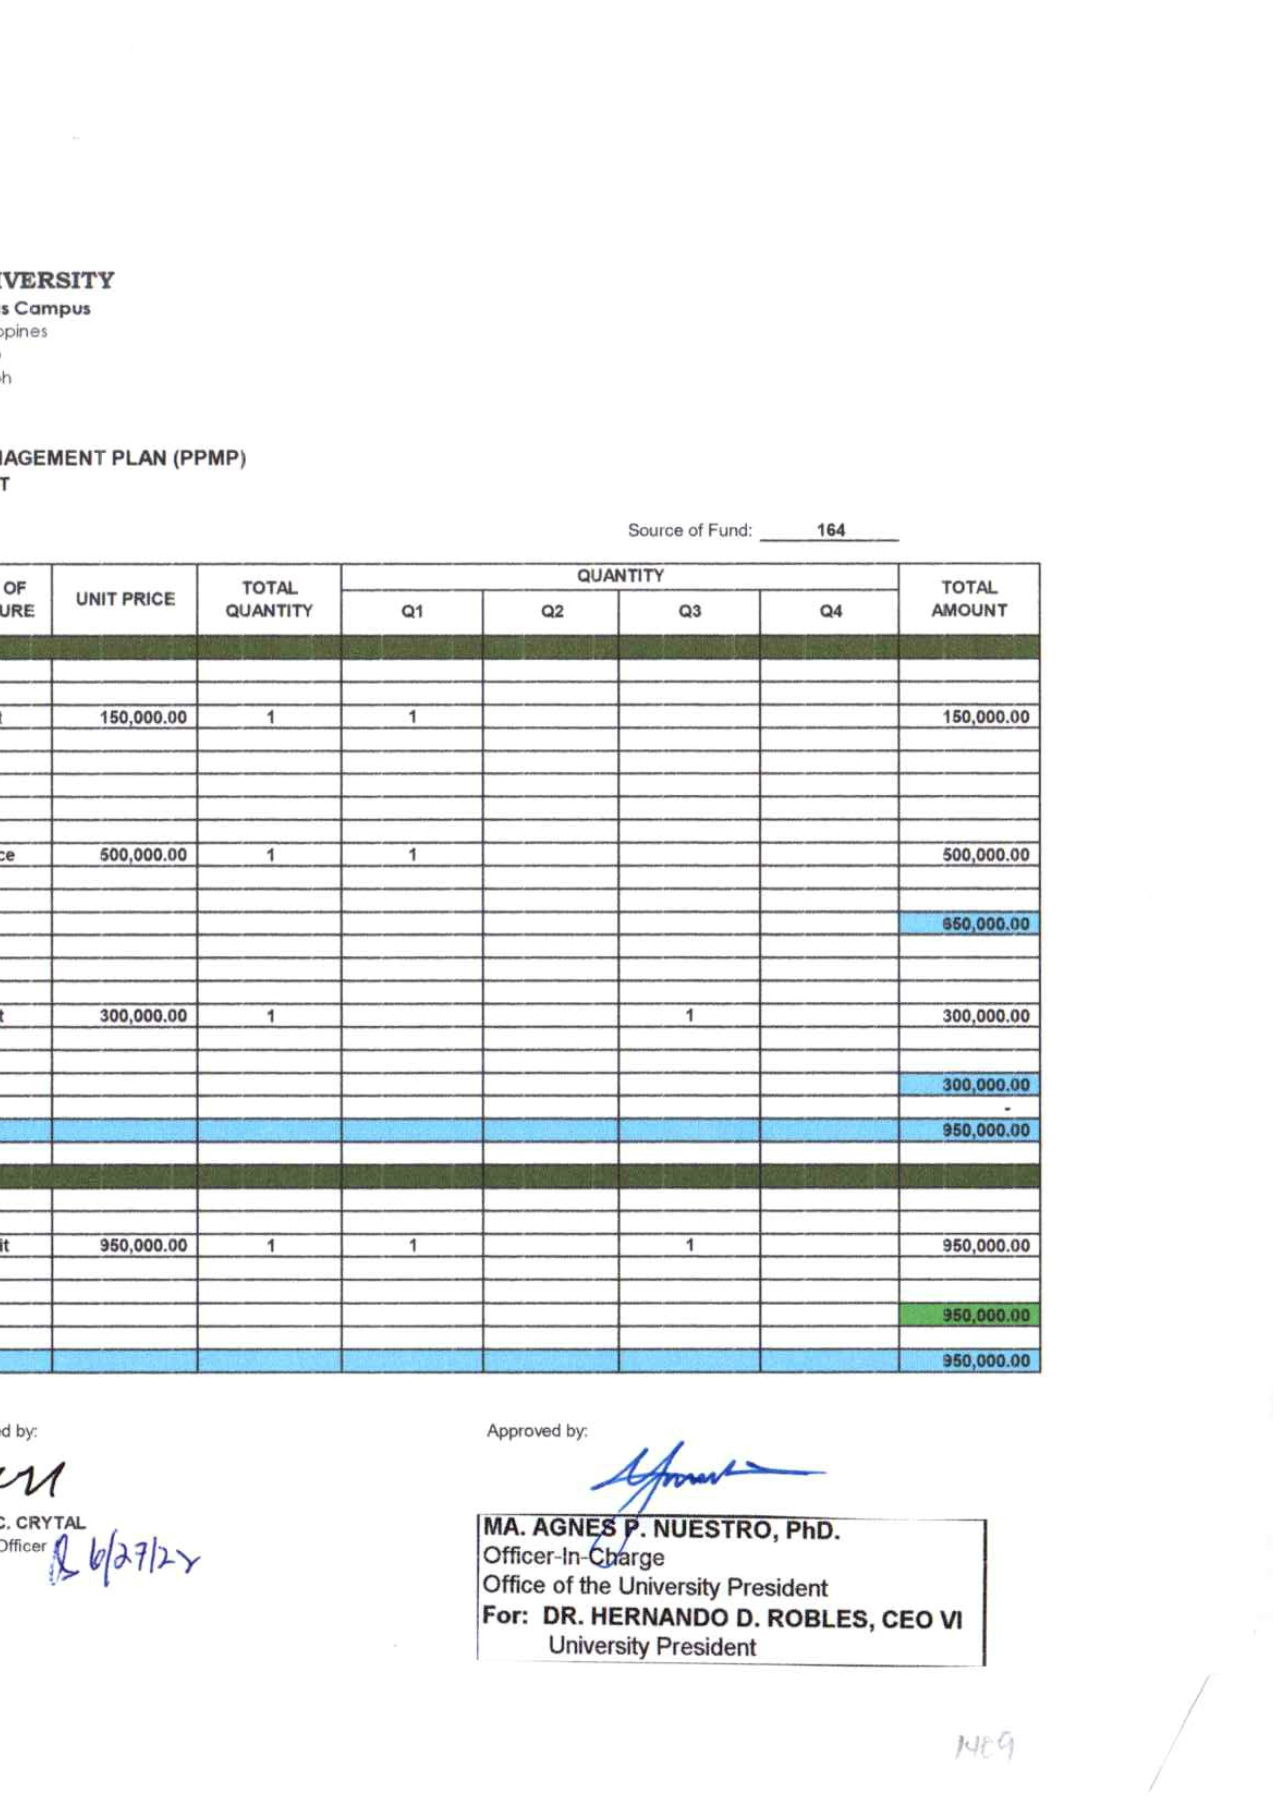 IVERSITY
s Campus
ppines
h
NAGEMENT PLAN (PPMP)
T
Source of Fund: 164
OF URE UNIT PRICE TOTAL QUANTITY QUANTITY TOTAL AMOUNT
Q1 Q2 Q3 Q4
t 150,000.00 1 1 150,000.00
ce 500,000.00 1 1 500,000.00
650,000.00
t 300,000.00 1 1 300,000.00
300,000.00
-
950,000.00
it 950,000.00 1 1 1 950,000.00
950,000.00
950,000.00
d by: Approved by:
C. CRYTAL
Officer 6/27/22
MA. AGNES P. NUESTRO, PhD.
Officer-In-Charge
Office of the University President
For: DR. HERNANDO D. ROBLES, CEO VI
University President